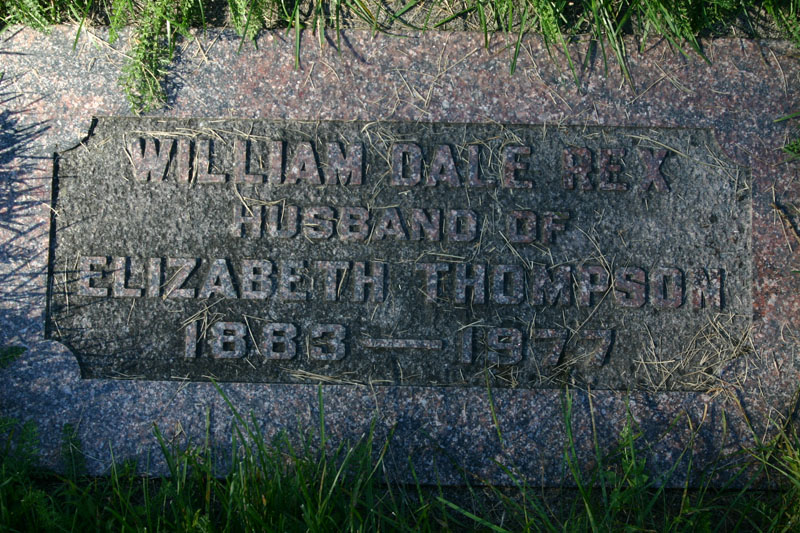 WILLIAM DALE REX
HUSBAND OF
ELIZABETH THOMPSON
1883 — 1977